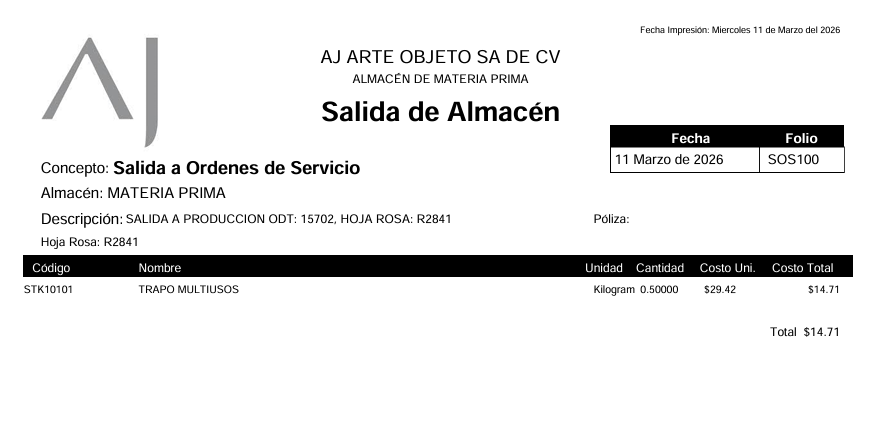 Fecha Impresión: Miercoles 11 de Marzo del 2026
AJ
AJ ARTE OBJETO SA DE CV
ALMACÉN DE MATERIA PRIMA
Salida de Almacén
Fecha Folio
11 Marzo de 2026 SOS100
Concepto: Salida a Ordenes de Servicio
Almacén: MATERIA PRIMA
Descripción: SALIDA A PRODUCCION ODT: 15702, HOJA ROSA: R2841 Póliza:
Hoja Rosa: R2841
Código Nombre Unidad Cantidad Costo Uni. Costo Total
STK10101 TRAPO MULTIUSOS Kilogram 0.50000 $29.42 $14.71
Total $14.71